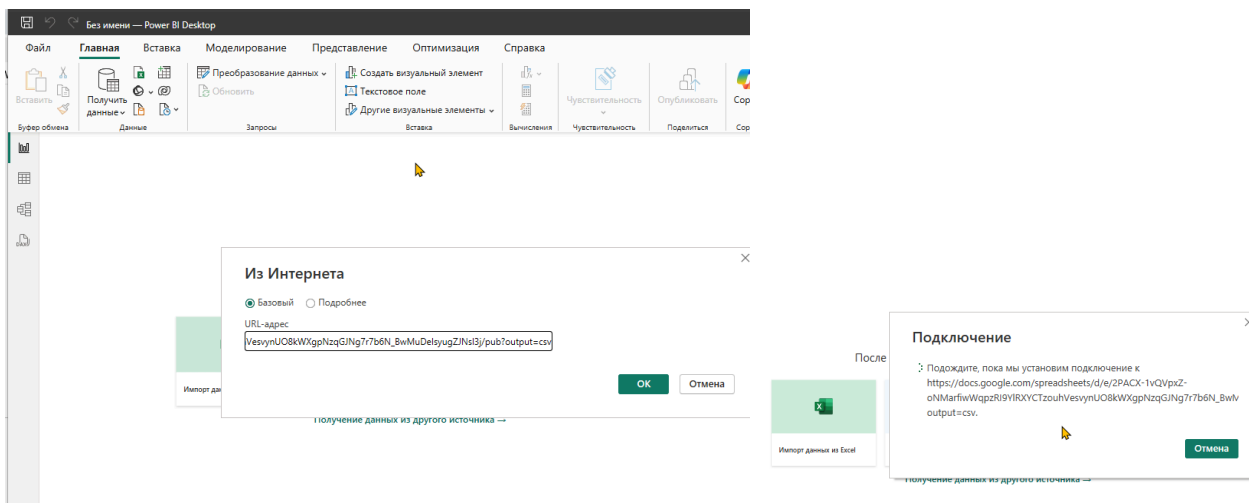 Без имени — Power BI Desktop
Файл Главная Вставка Моделирование Представление Оптимизация Справка
Вставить
Буфер обмена
Получить данные
Данные
Преобразование данных
Обновить
Запросы
Создать визуальный элемент
Текстовое поле
Другие визуальные элементы
Вставка
Вычисления
Чувствительность
Чувствительность
Опубликовать
Поделиться
Cop
Cop
Из Интернета
Базовый Подробнее
URL-адрес
VesvynUO8kWXgpNzqGJNg7r7b6N_BwMuDelsyugZJNsl3j/pub?output=csv
ОК Отмена
Импорт да
Получение данных из другого источника →
После
Импорт данных из Excel
Подключение
Подождите, пока мы установим подключение к
https://docs.google.com/spreadsheets/d/e/2PACX-1vQVpxZ-
oNMarfiwWqpzRI9YlRXYCTzouhVesvynUO8kWXgpNzqGJNg7r7b6N_BwM
output=csv.
Отмена
Получение данных из другого источника →